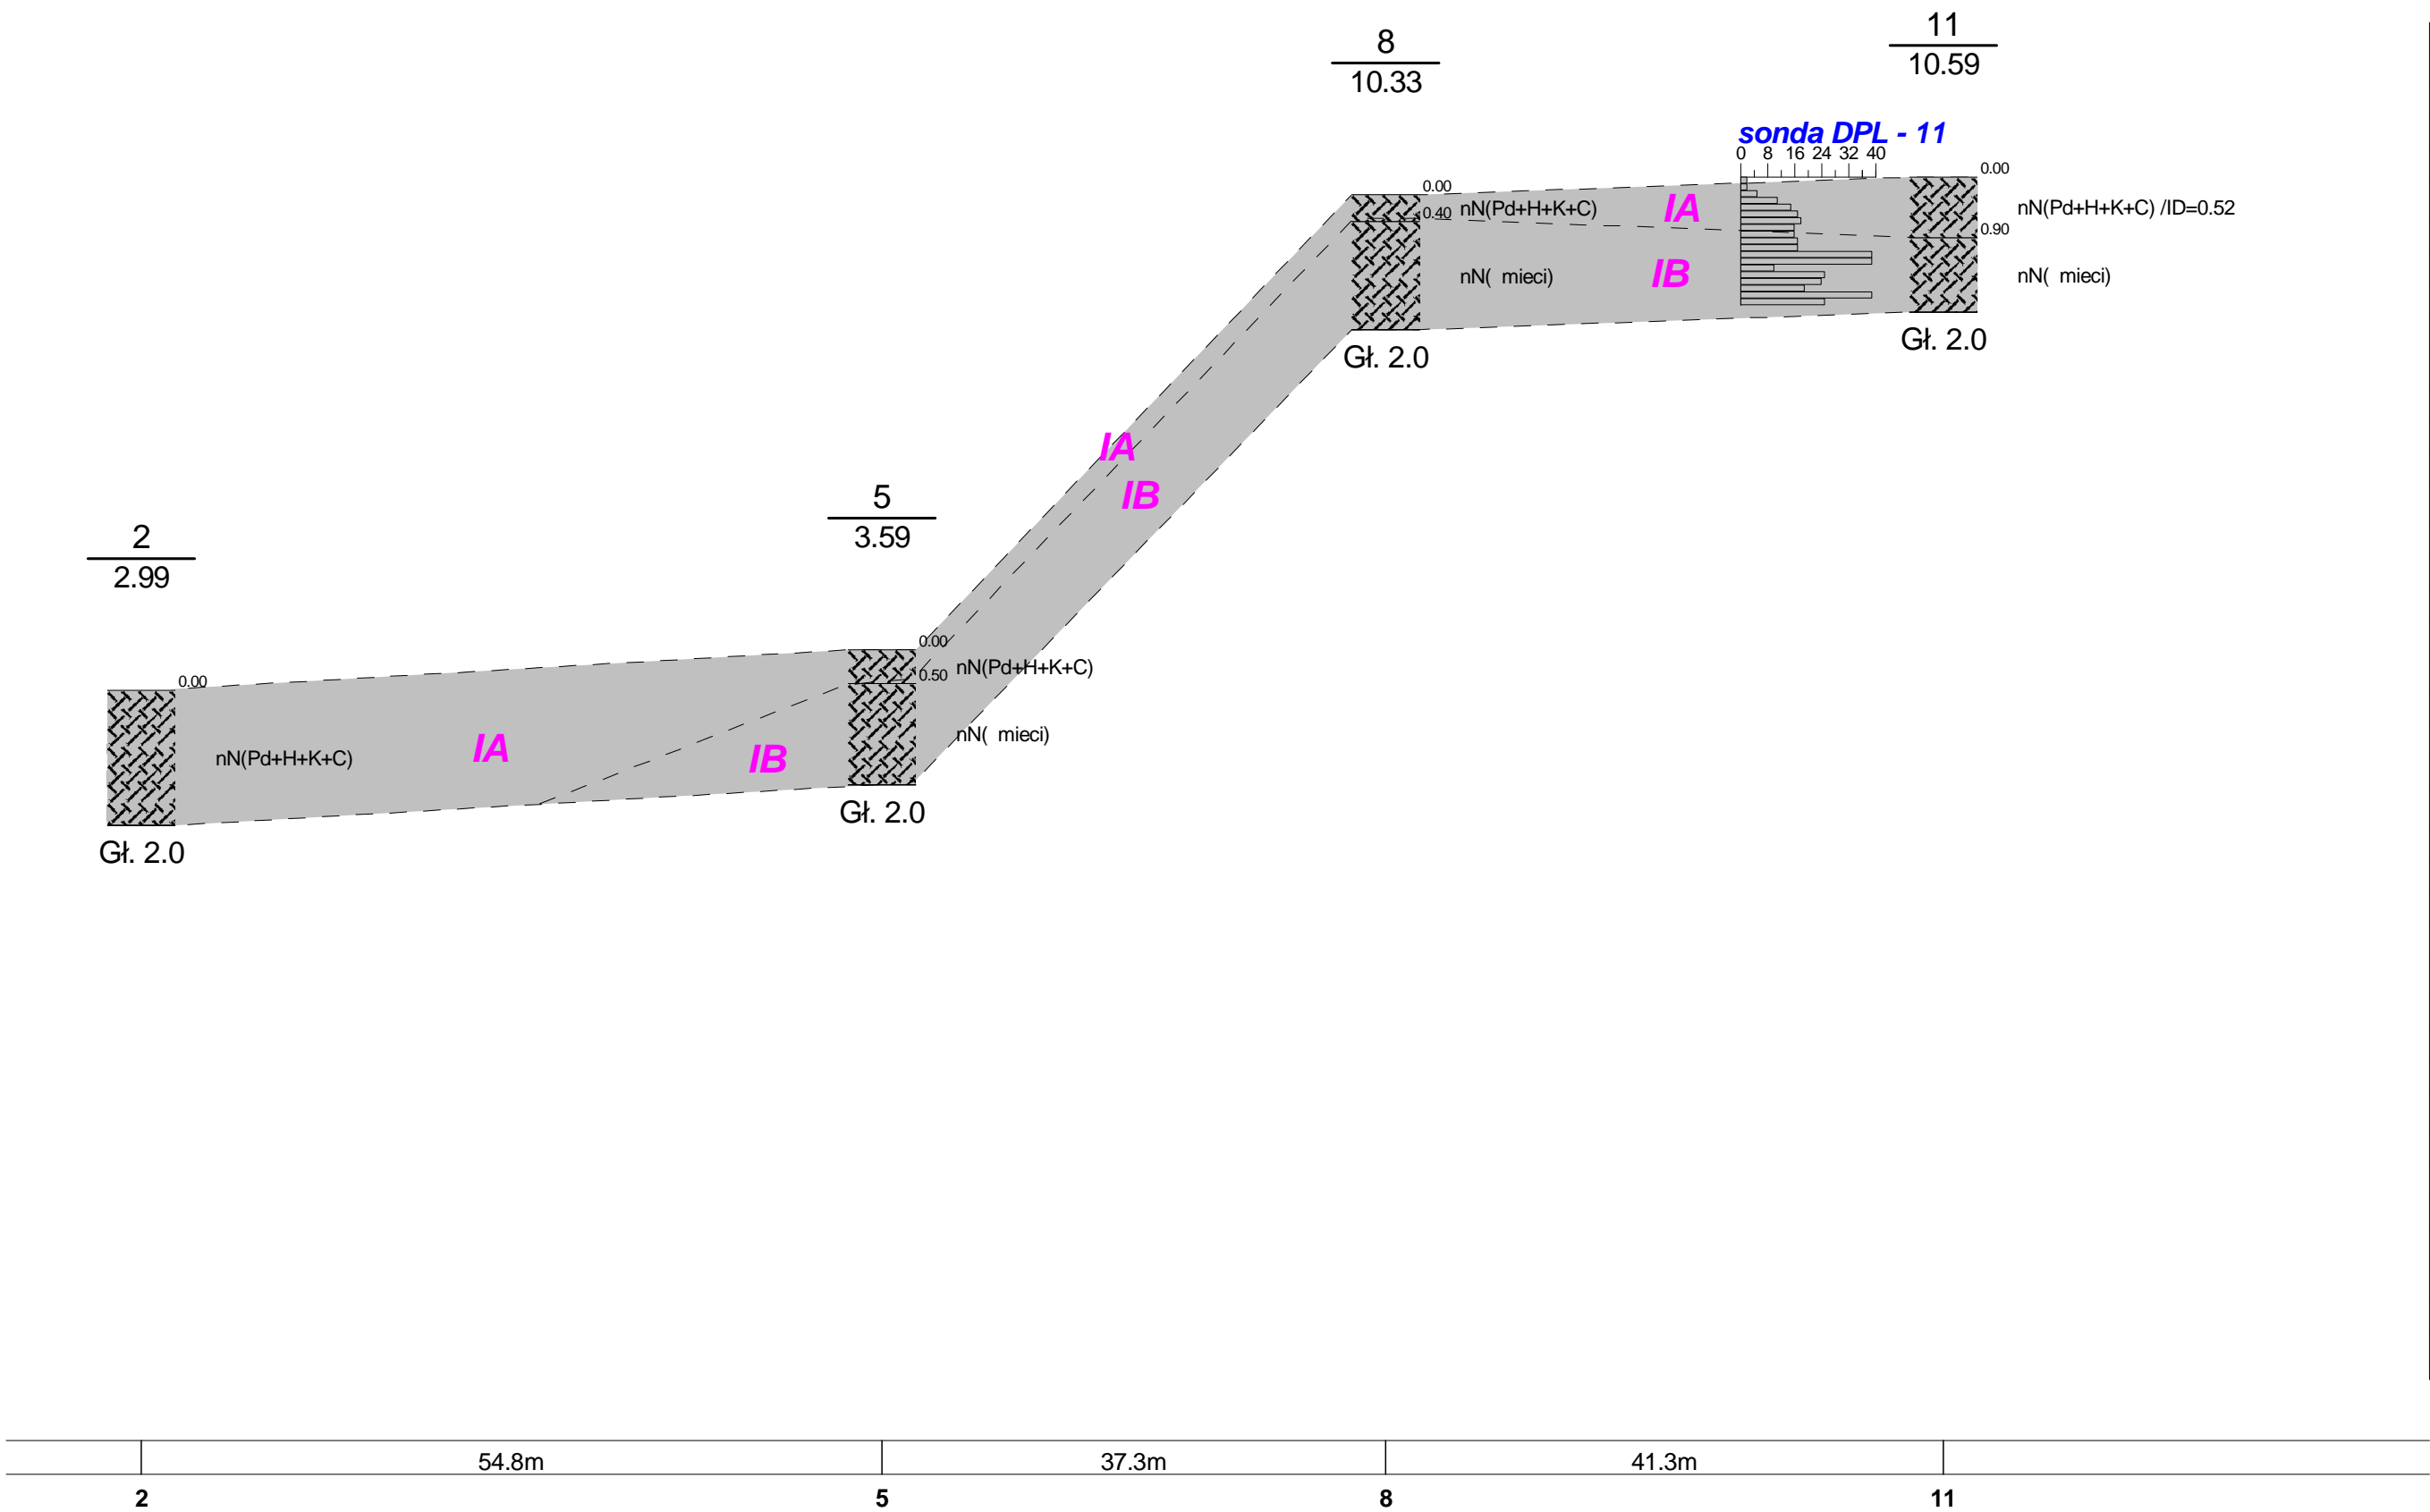 11
10.59
8
10.33
sonda DPL - 11
0 8 16 24 32 40
0.00
nN(Pd+H+K+C) /ID=0.52
0.90
nN( mieci)
Gł. 2.0
0.00
0.40 nN(Pd+H+K+C)
IA
nN( mieci)
IB
Gł. 2.0
IA
IB
5
3.59
2
2.99
0.00
nN(Pd+H+K+C)
0.50
nN( mieci)
Gł. 2.0
0.00
nN(Pd+H+K+C)
IA
IB
Gł. 2.0
54.8m 37.3m 41.3m
2 5 8 11